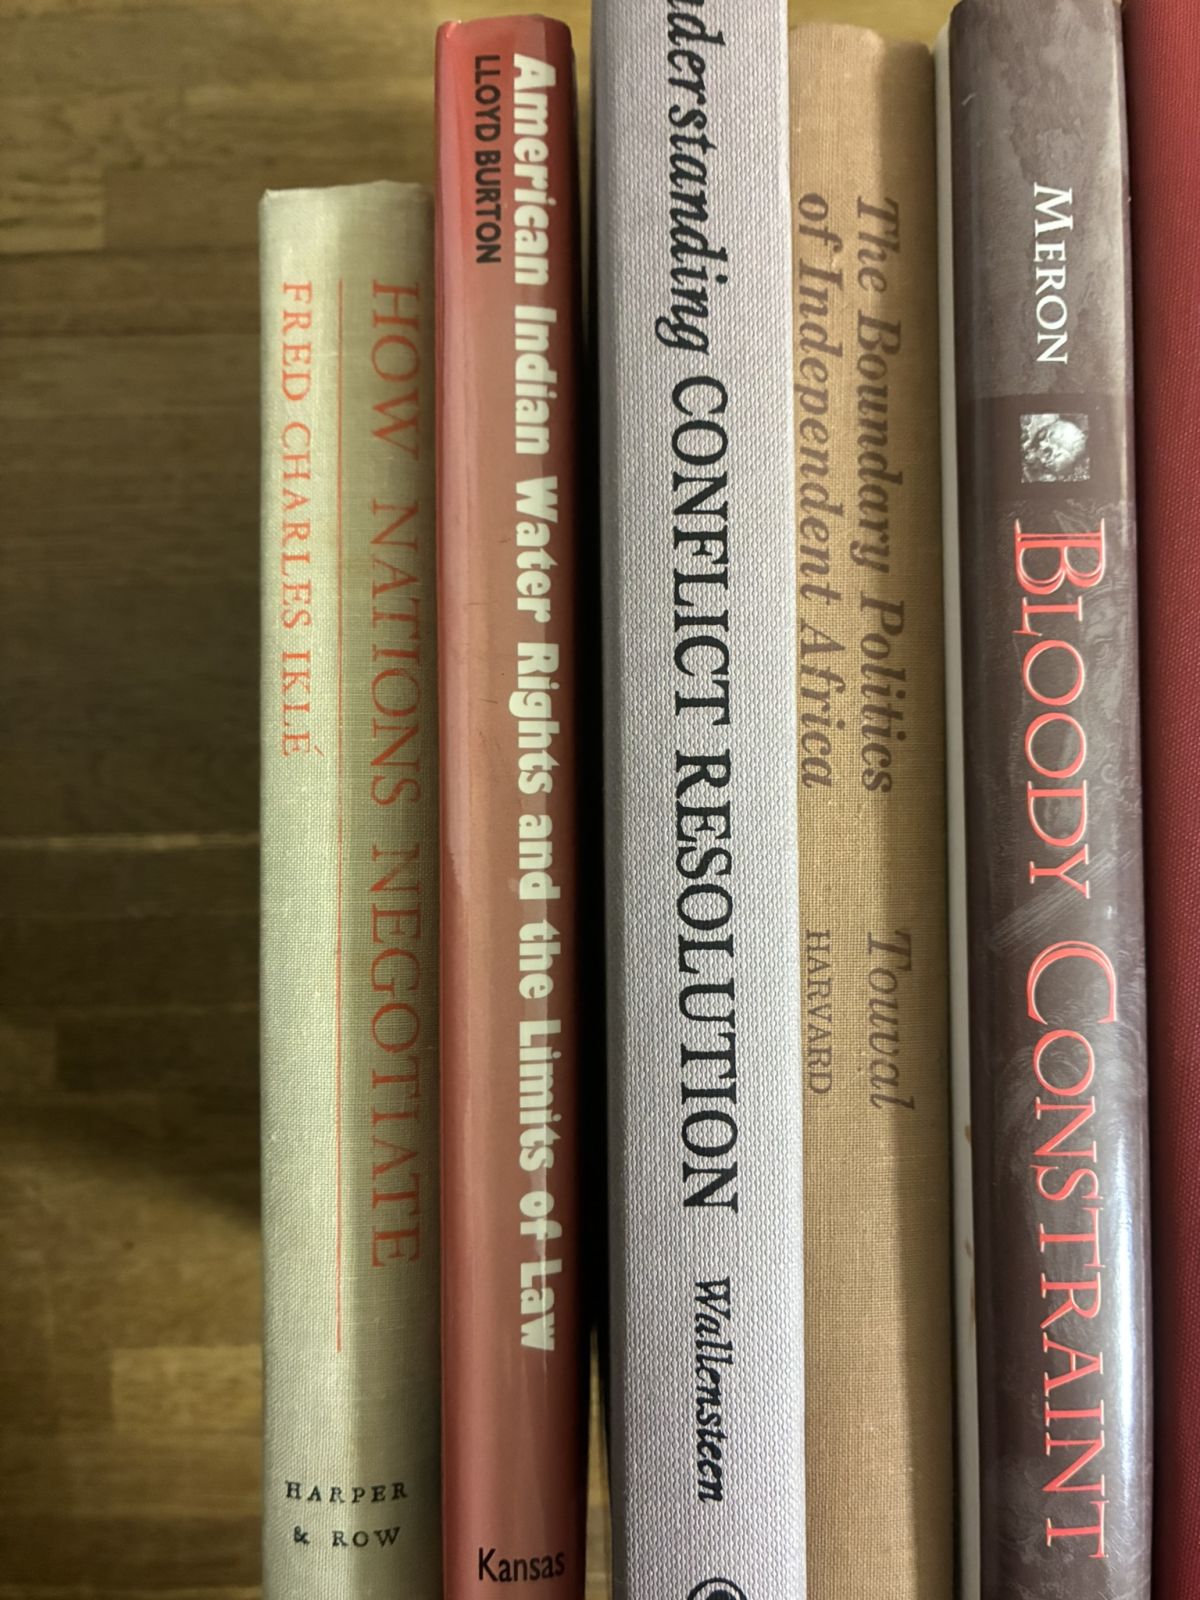 FRED CHARLES IKLÉ
HOW NATIONS NEGOTIATE
HARPER
& ROW
LLOYD BURTON
American Indian Water Rights and the Limits of Law
Kansas
nderstanding CONFLICT RESOLUTION Wallensteen
The Boundary Politics
of Independent Africa
Touval
HARVARD
MERON
BLOODY CONSTRAINT